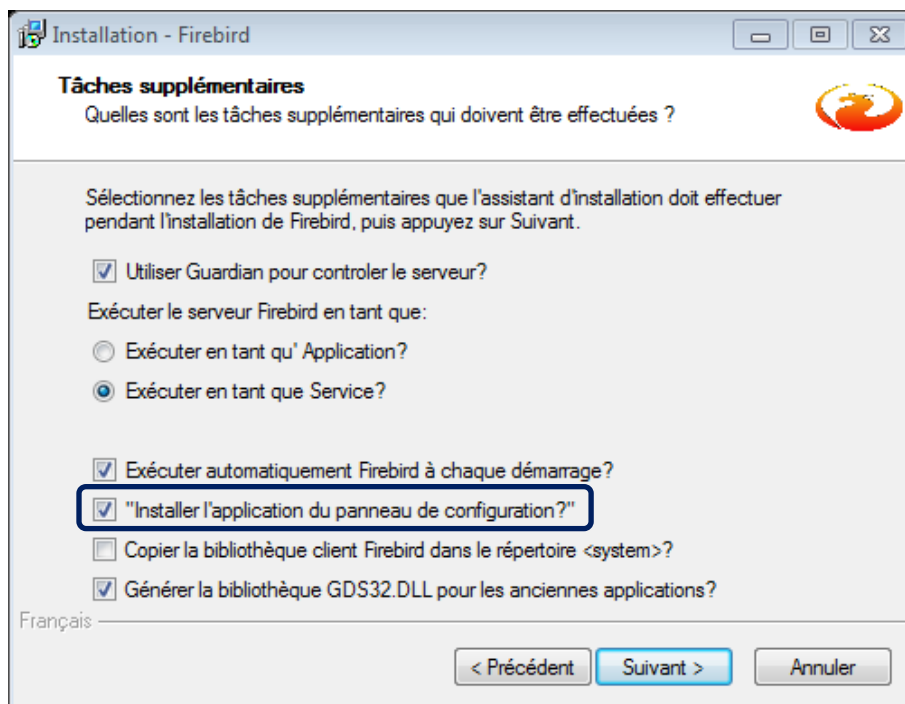 Installation - Firebird
Tâches supplémentaires
Quelles sont les tâches supplémentaires qui doivent être effectuées ?
Sélectionnez les tâches supplémentaires que l'assistant d'installation doit effectuer
pendant l'installation de Firebird, puis appuyez sur Suivant.
Utiliser Guardian pour controler le serveur?
Exécuter le serveur Firebird en tant que:
Exécuter en tant qu' Application?
Exécuter en tant que Service?
Exécuter automatiquement Firebird à chaque démarrage?
"Installer l'application du panneau de configuration?"
Copier la bibliothèque client Firebird dans le répertoire <system>?
Générer la bibliothèque GDS32.DLL pour les anciennes applications?
Français
< Précédent Suivant > Annuler